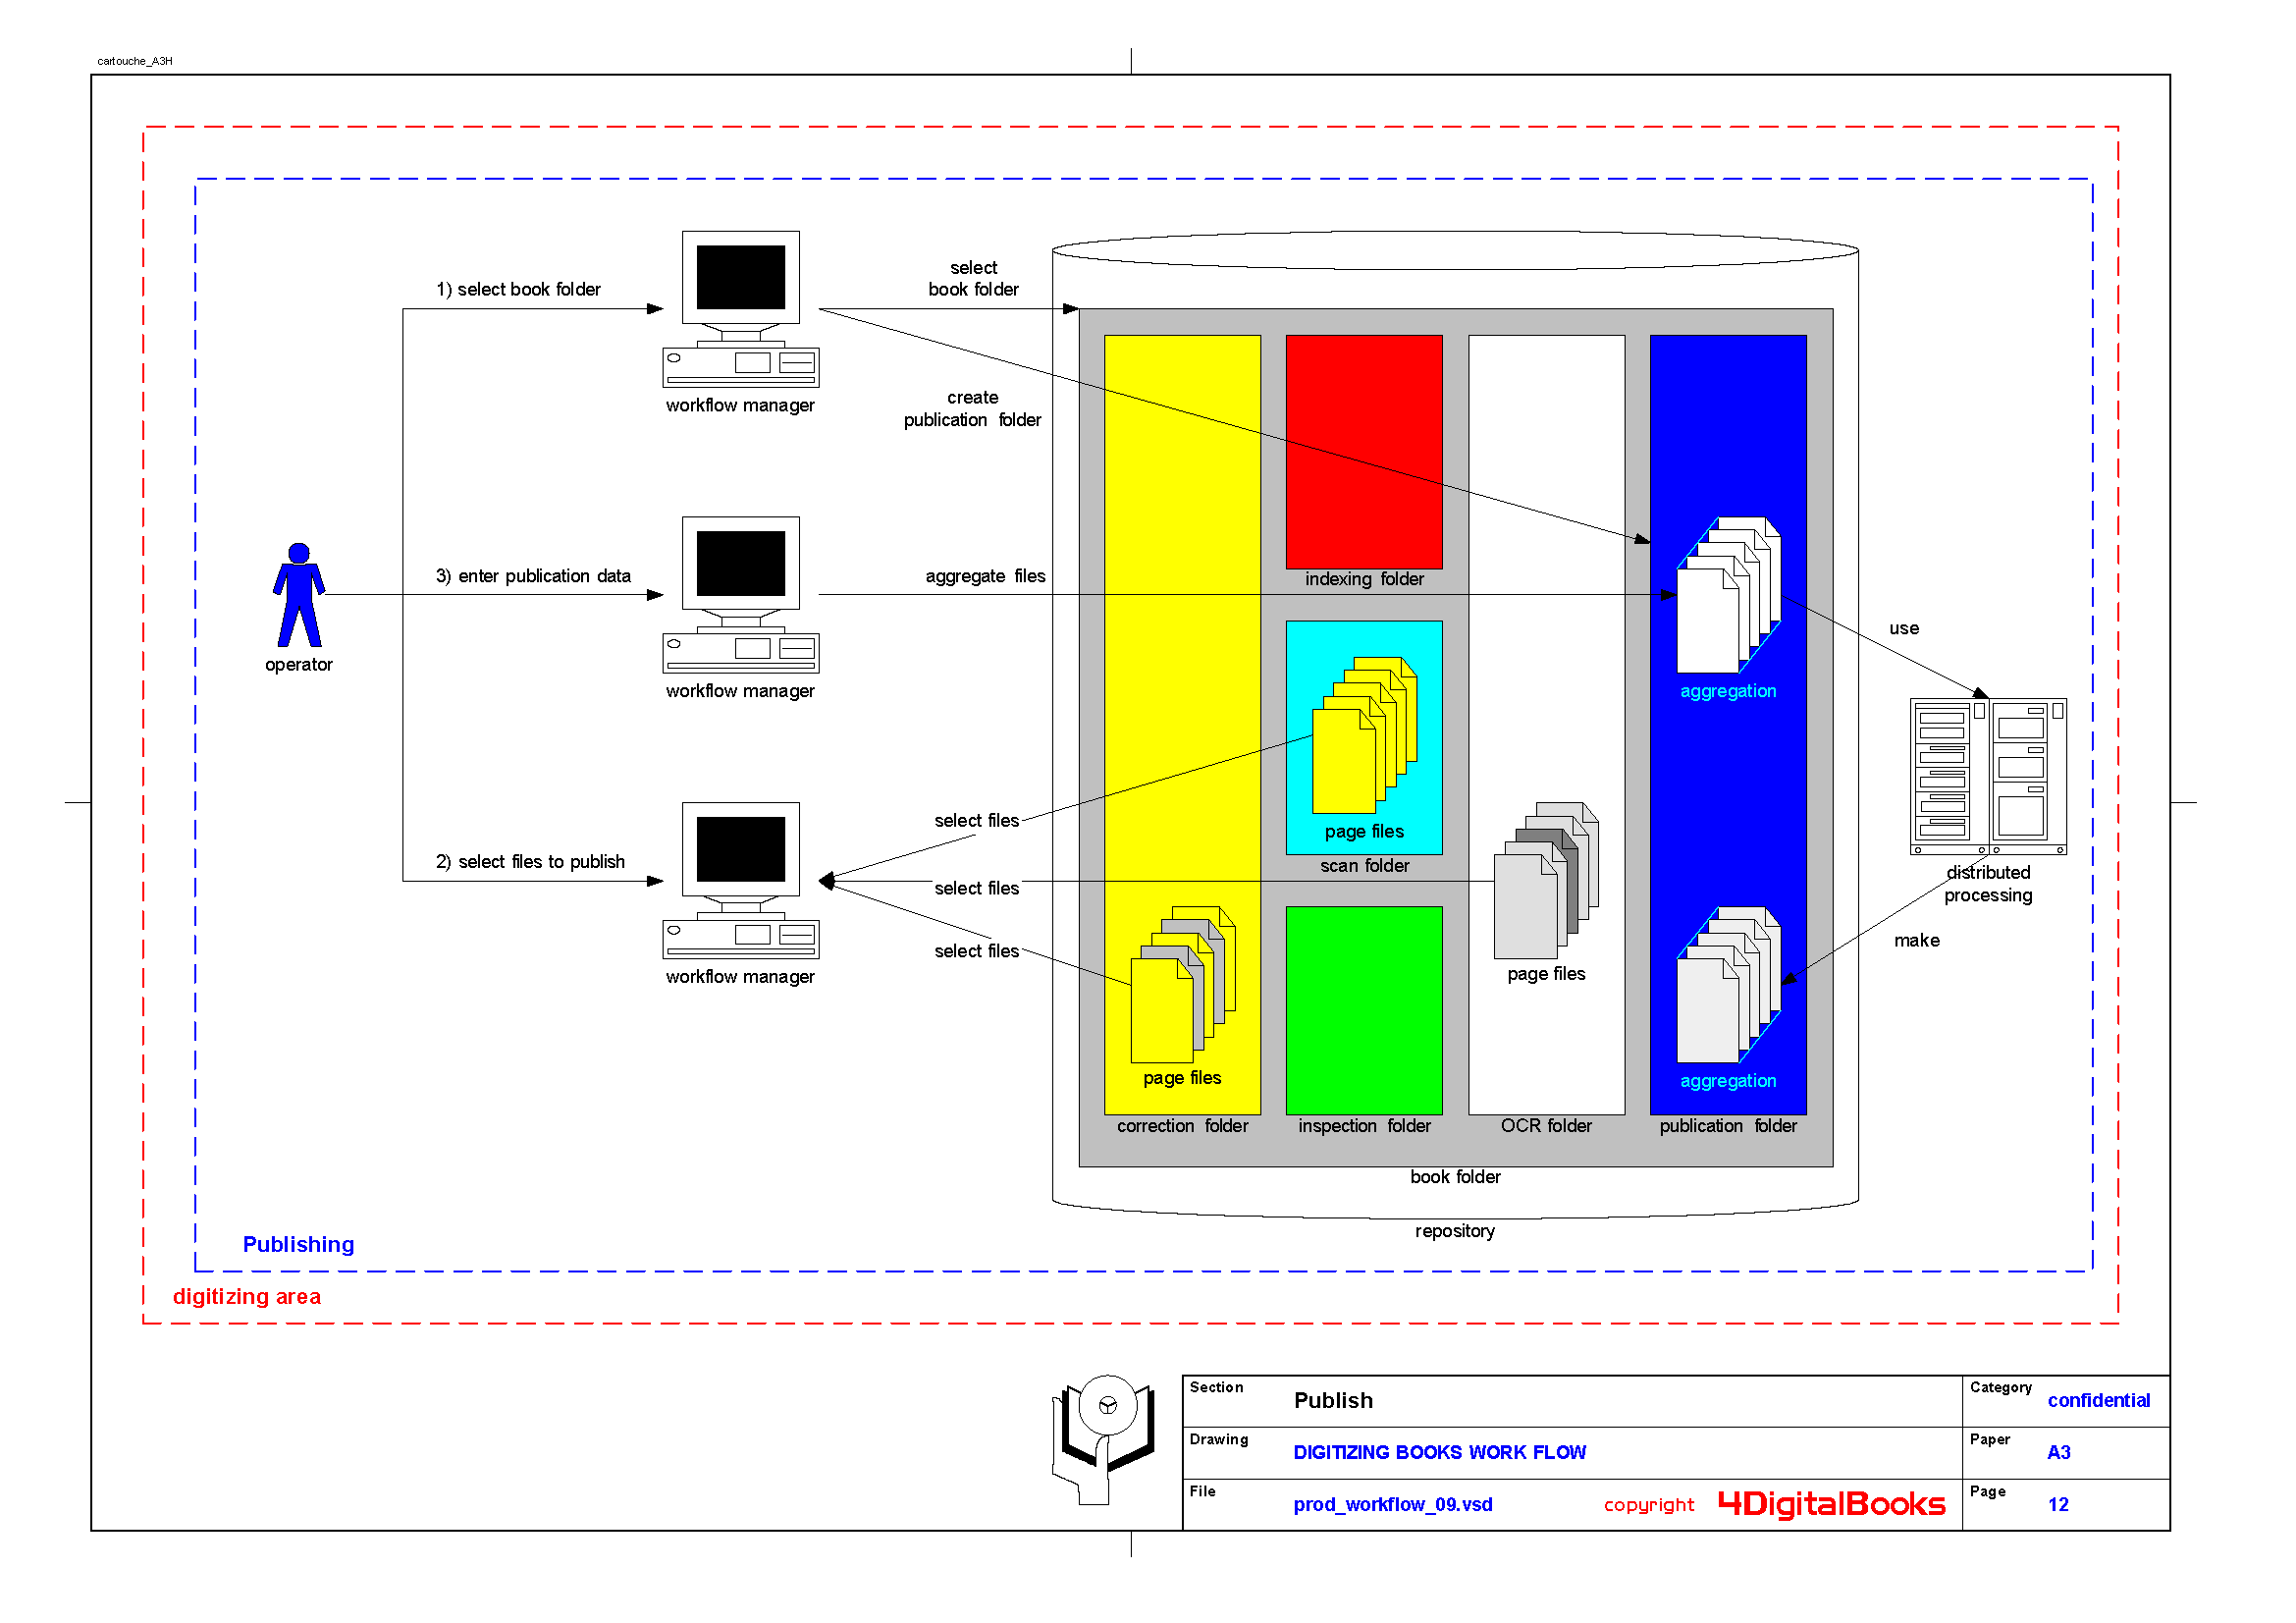 cartouche_A3H
1) select book folder
workflow manager
select
book folder
create
publication folder
3) enter publication data
workflow manager
aggregate files
operator
2) select files to publish
workflow manager
select files
select files
select files
indexing folder
page files
scan folder
page files
correction folder
inspection folder
page files
OCR folder
aggregation
aggregation
publication folder
book folder
repository
use
distributed
processing
make
Publishing
digitizing area
Section
Publish
Category
confidential
Drawing
DIGITIZING BOOKS WORK FLOW
Paper
A3
File
prod_workflow_09.vsd
copyright 4DigitalBooks
Page
12